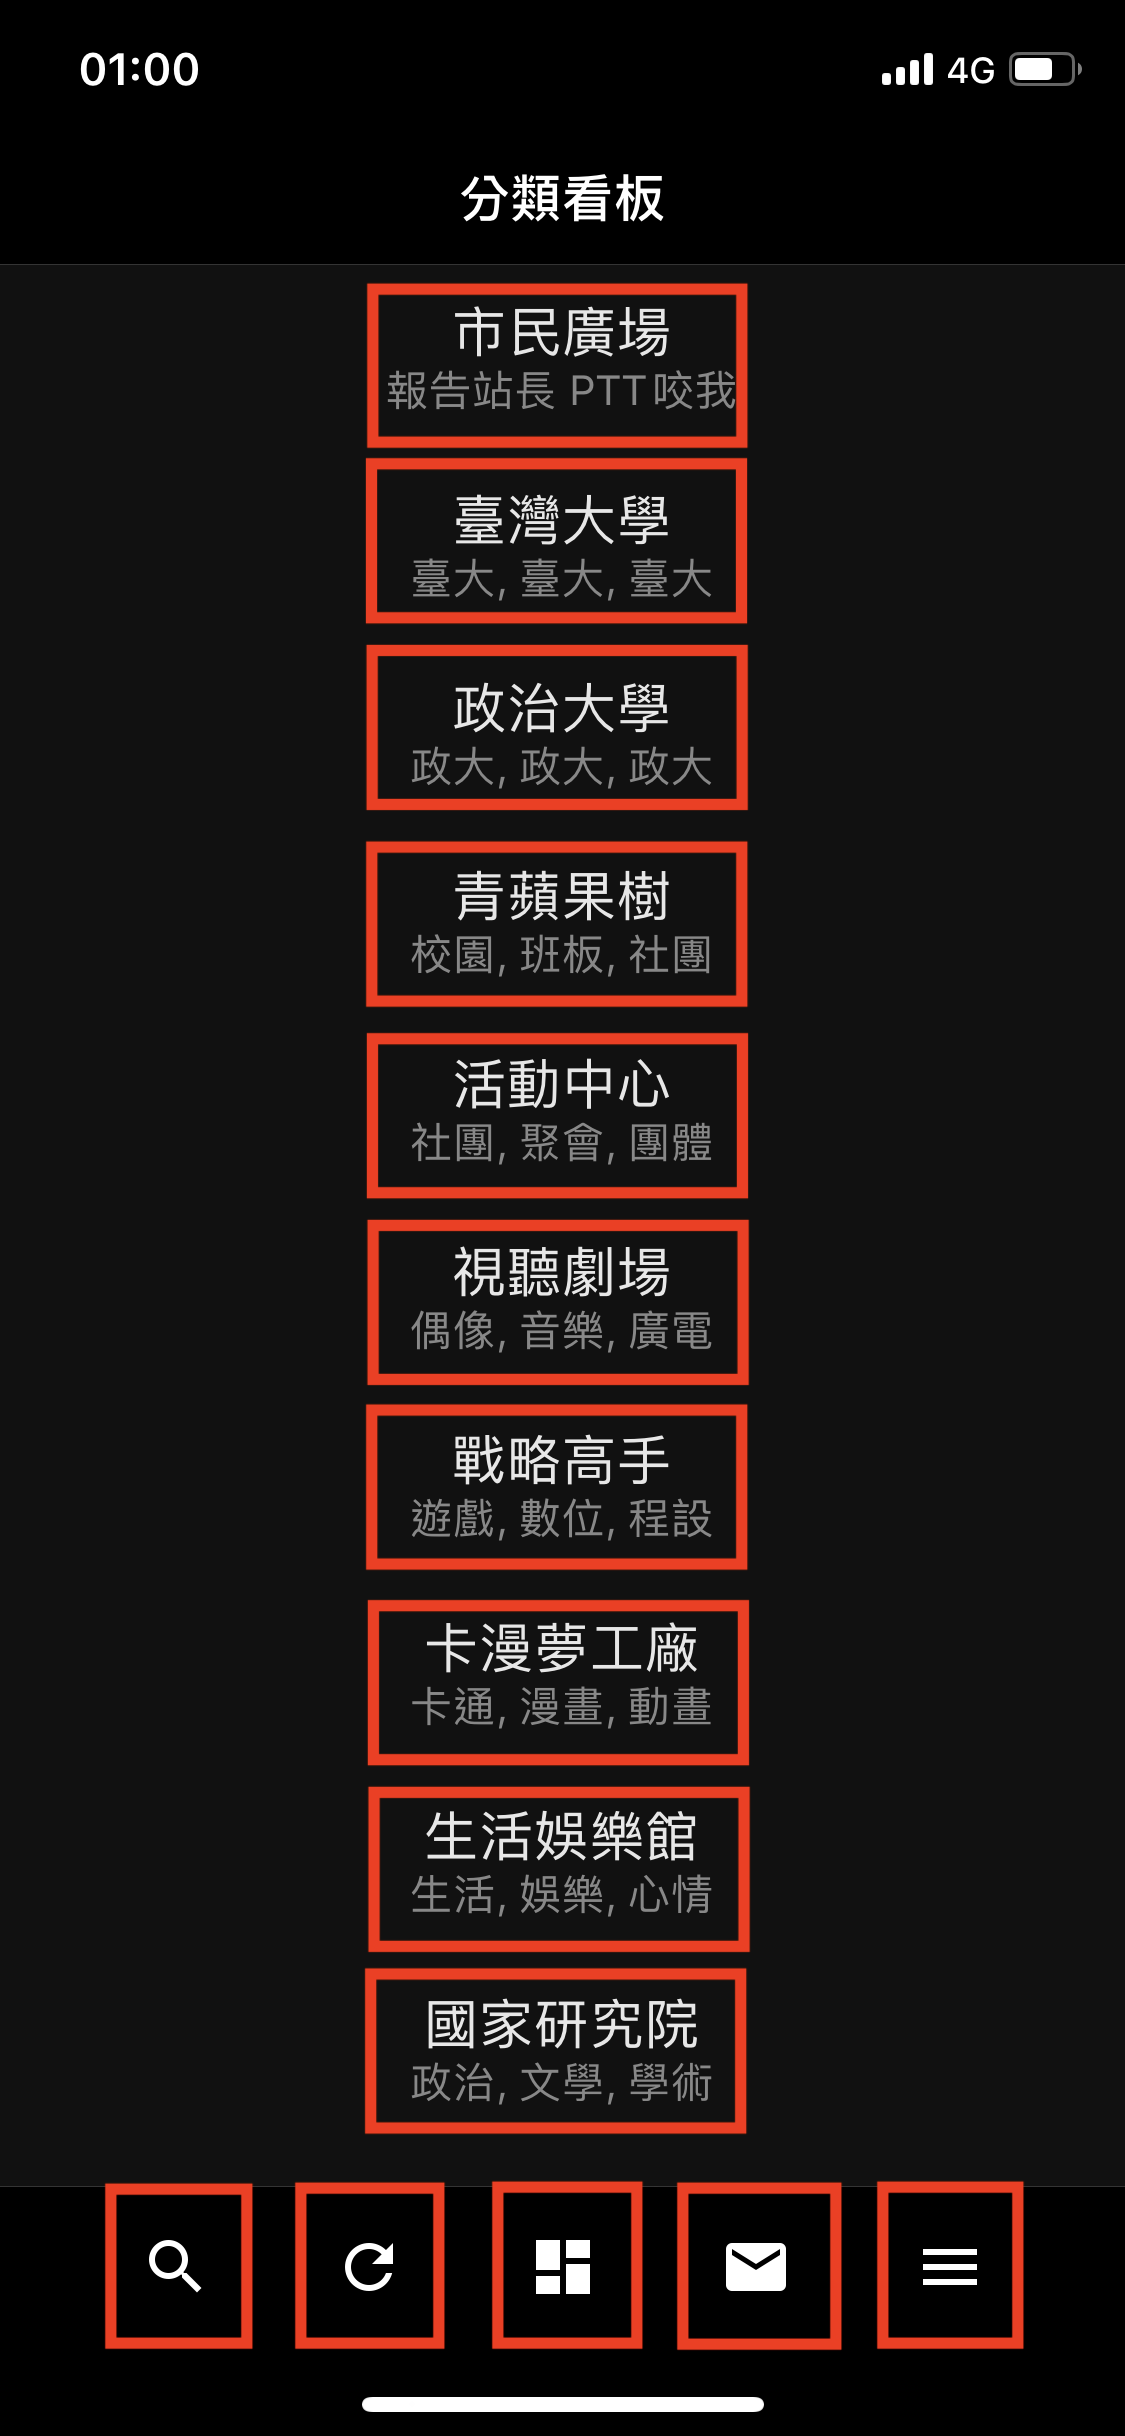 01:00
4G
分類看板
市民廣場
報告站長 PTT咬我
臺灣大學
臺大, 臺大, 臺大
政治大學
政大, 政大, 政大
青蘋果樹
校園, 班板, 社團
活動中心
社團, 聚會, 團體
視聽劇場
偶像, 音樂, 廣電
戰略高手
遊戲, 數位, 程設
卡漫夢工廠
卡通, 漫畫, 動畫
生活娛樂館
生活, 娛樂, 心情
國家研究院
政治, 文學, 學術